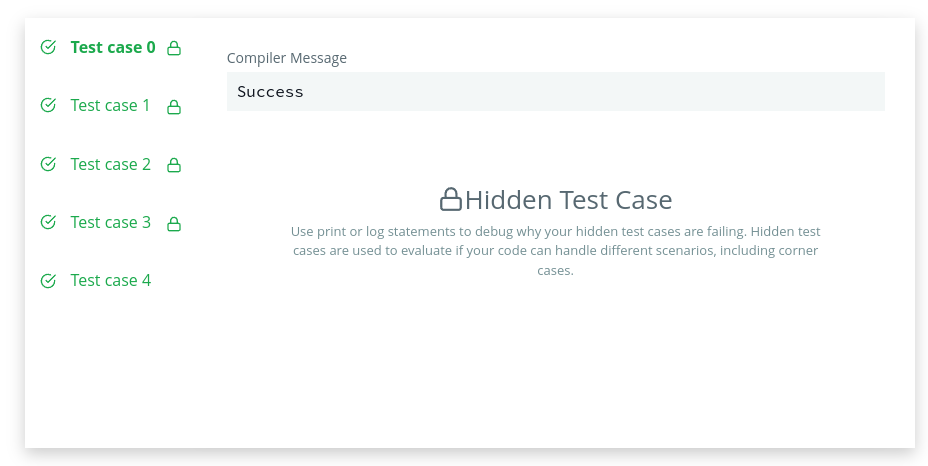 Test case 0
Test case 1
Test case 2
Test case 3
Test case 4
Compiler Message
Success
Hidden Test Case
Use print or log statements to debug why your hidden test cases are failing. Hidden test
cases are used to evaluate if your code can handle different scenarios, including corner
cases.